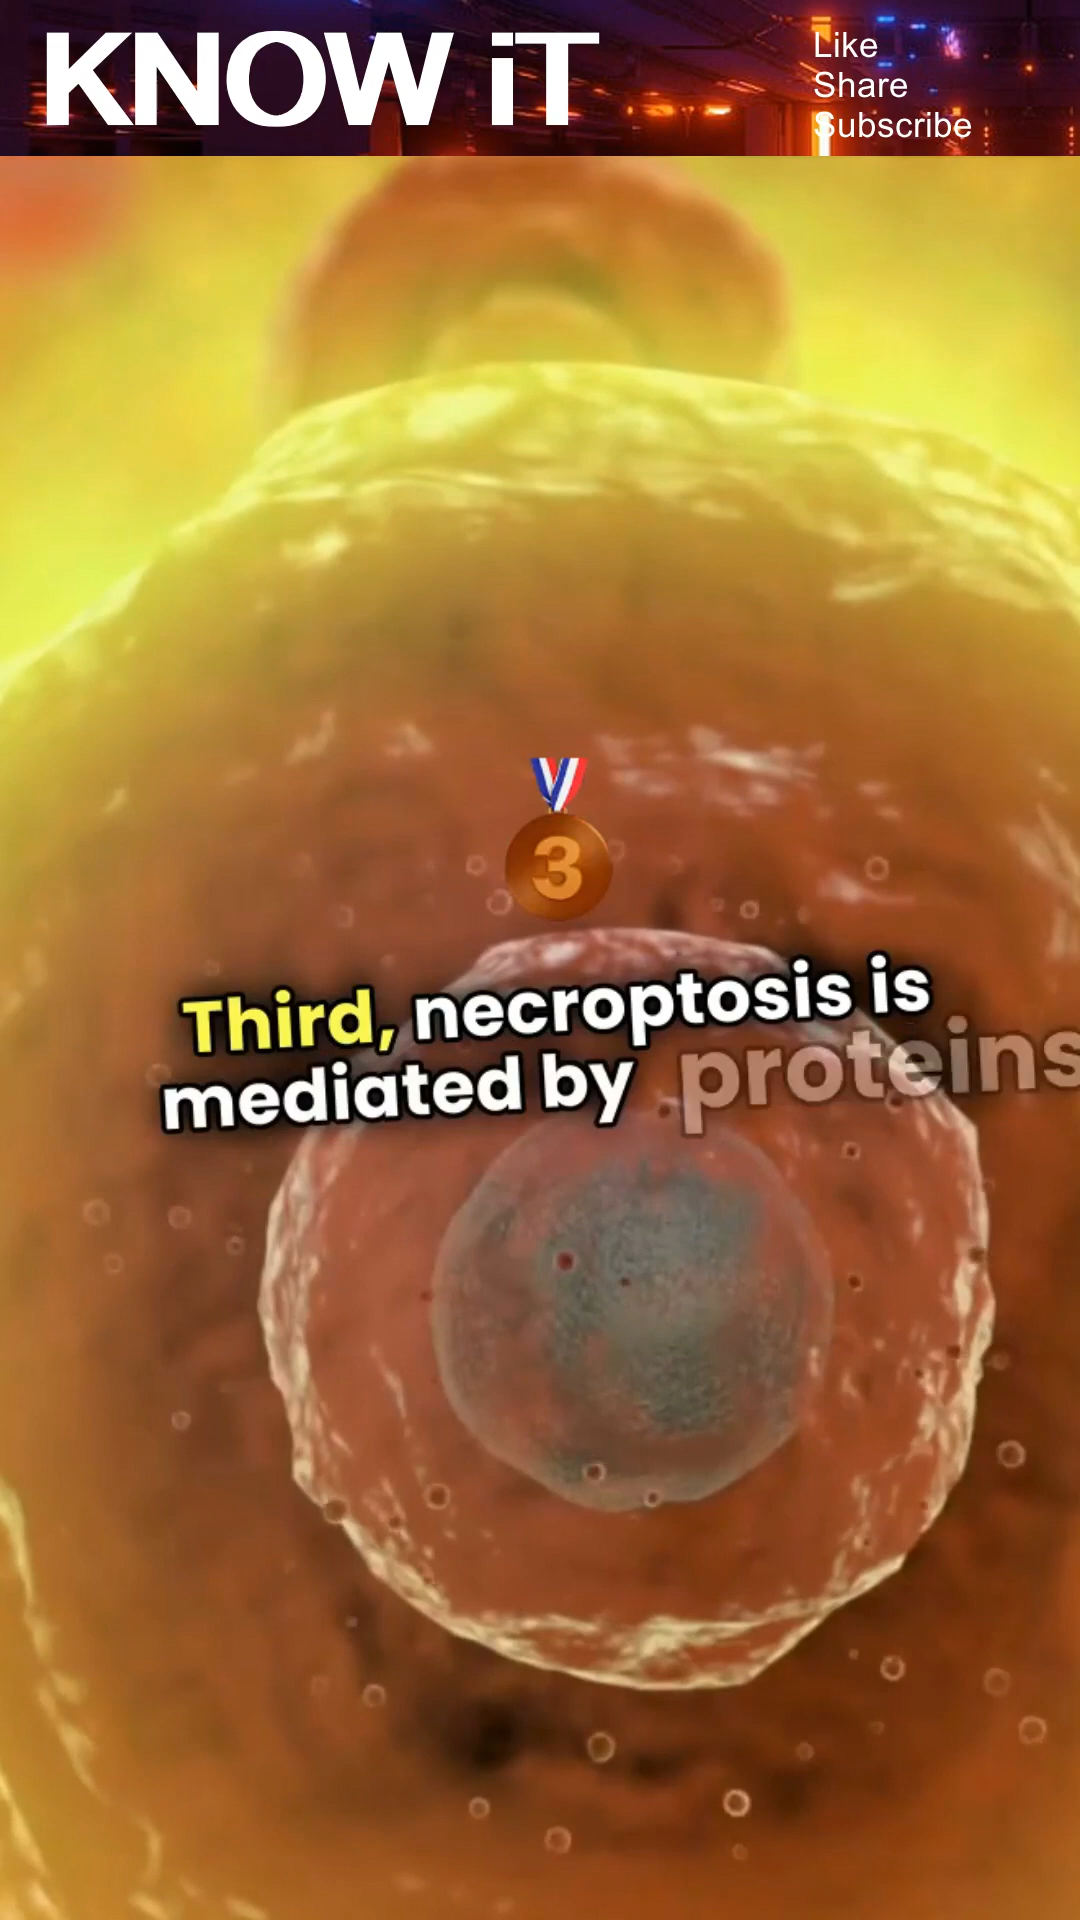 KNOW iT
Like
Share
Subscribe
3
Third, necroptosis is
mediated by proteins